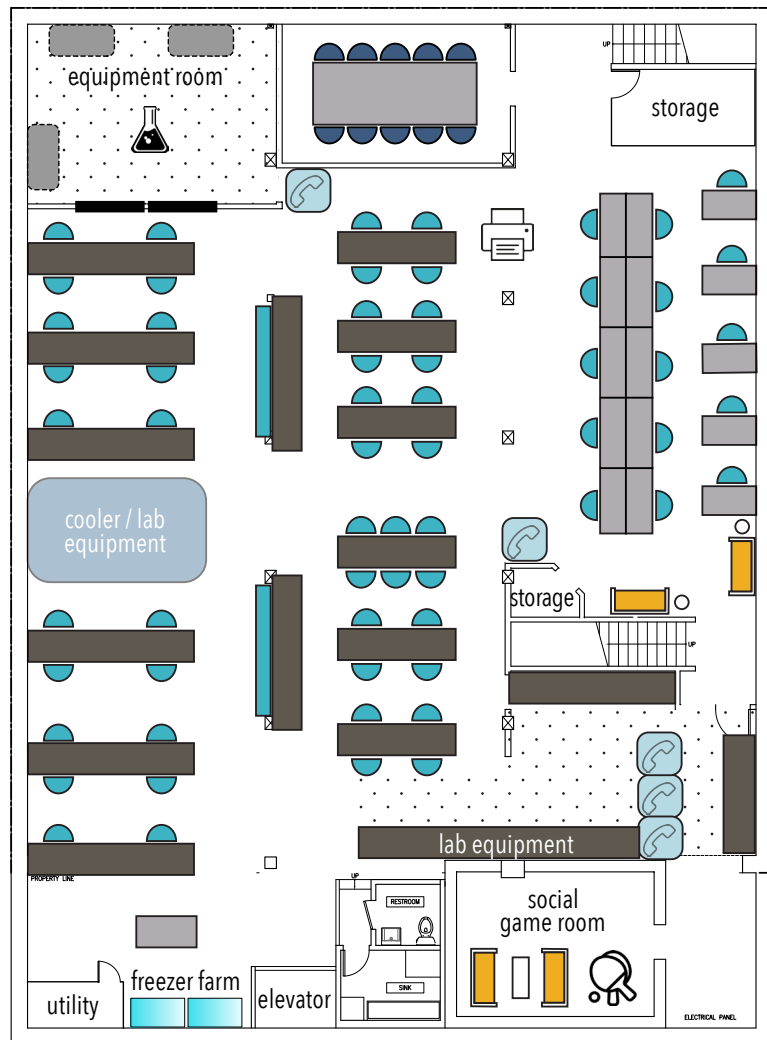 UP
equipment room
storage
cooler / lab
equipment
storage
UP
lab equipment
PROPERTY LINE
UP
RESTROOM
social
game room
freezer farm
elevator
SINK
utility
ELECTRICAL PANEL